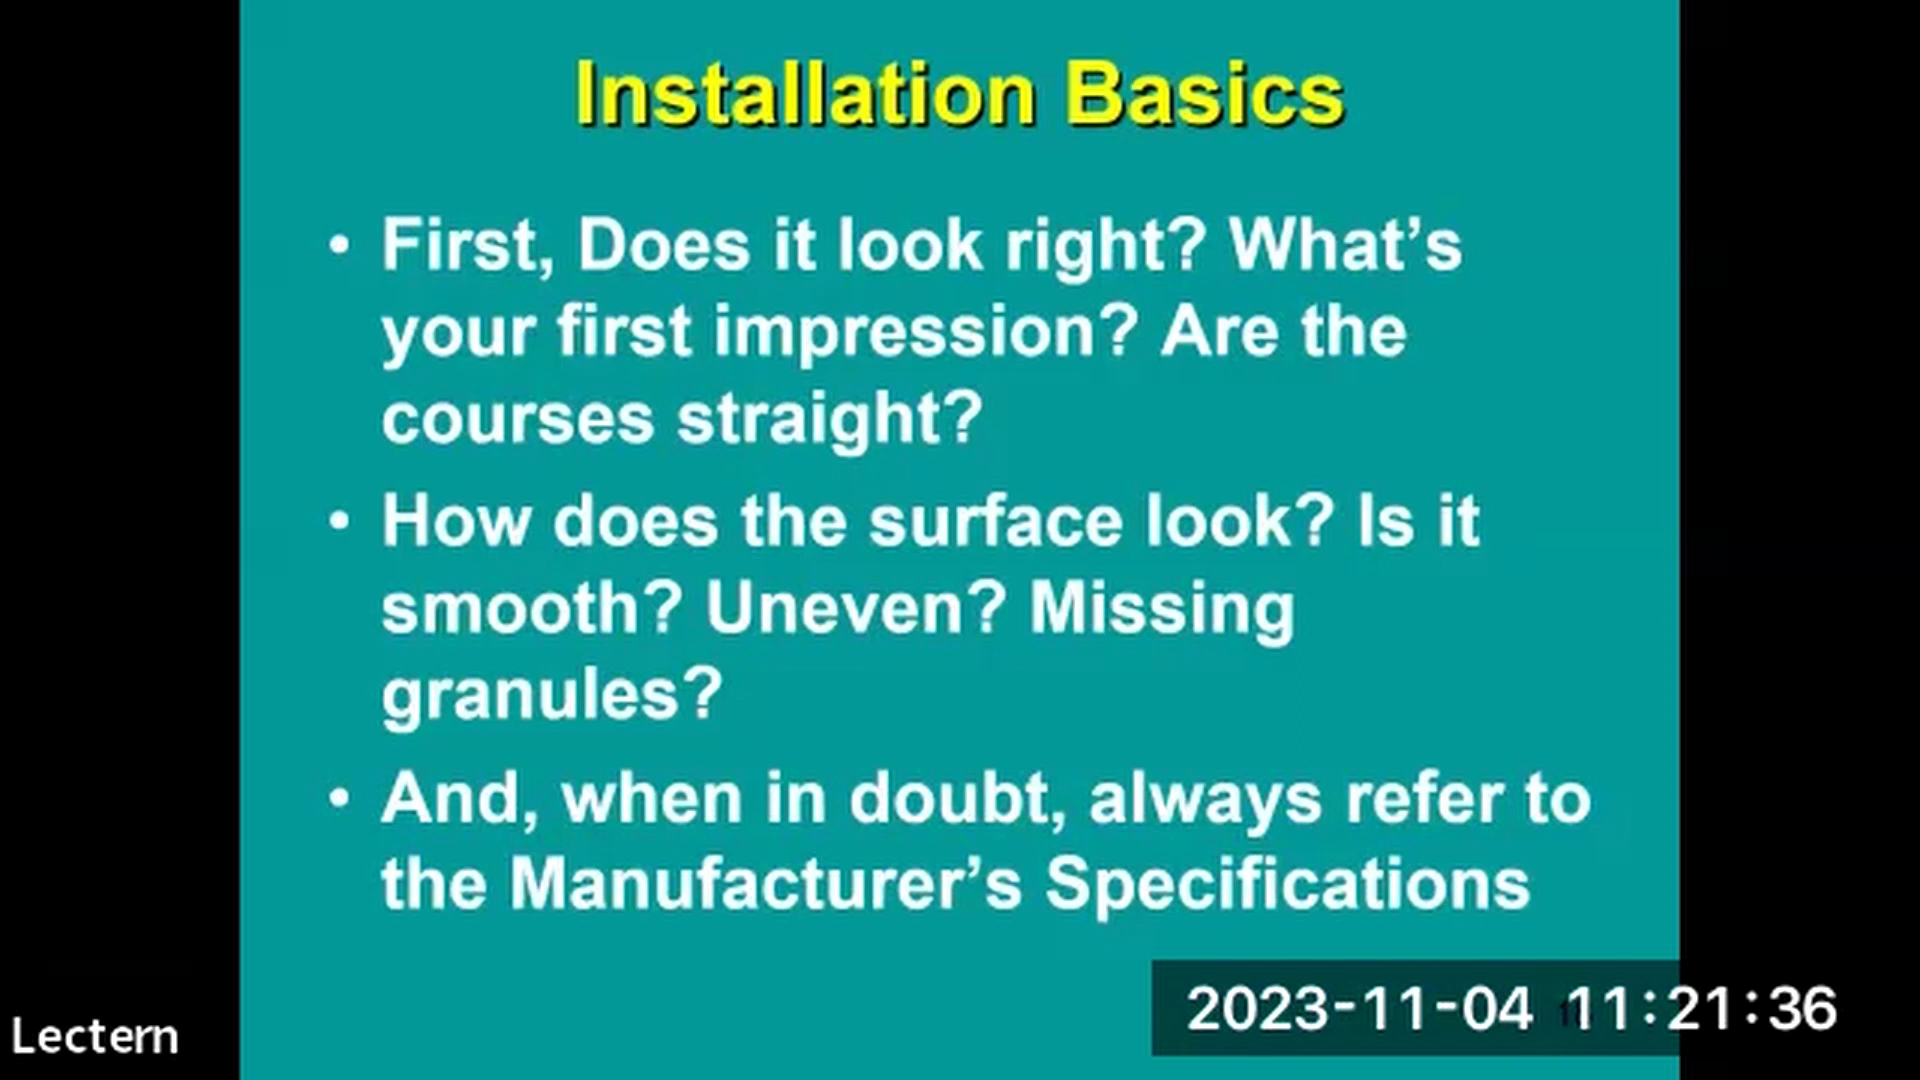 Installation Basics
• First, Does it look right? What’s
your first impression? Are the
courses straight?
• How does the surface look? Is it
smooth? Uneven? Missing
granules?
• And, when in doubt, always refer to
the Manufacturer’s Specifications
2023-11-04 11:21:36
Lectern